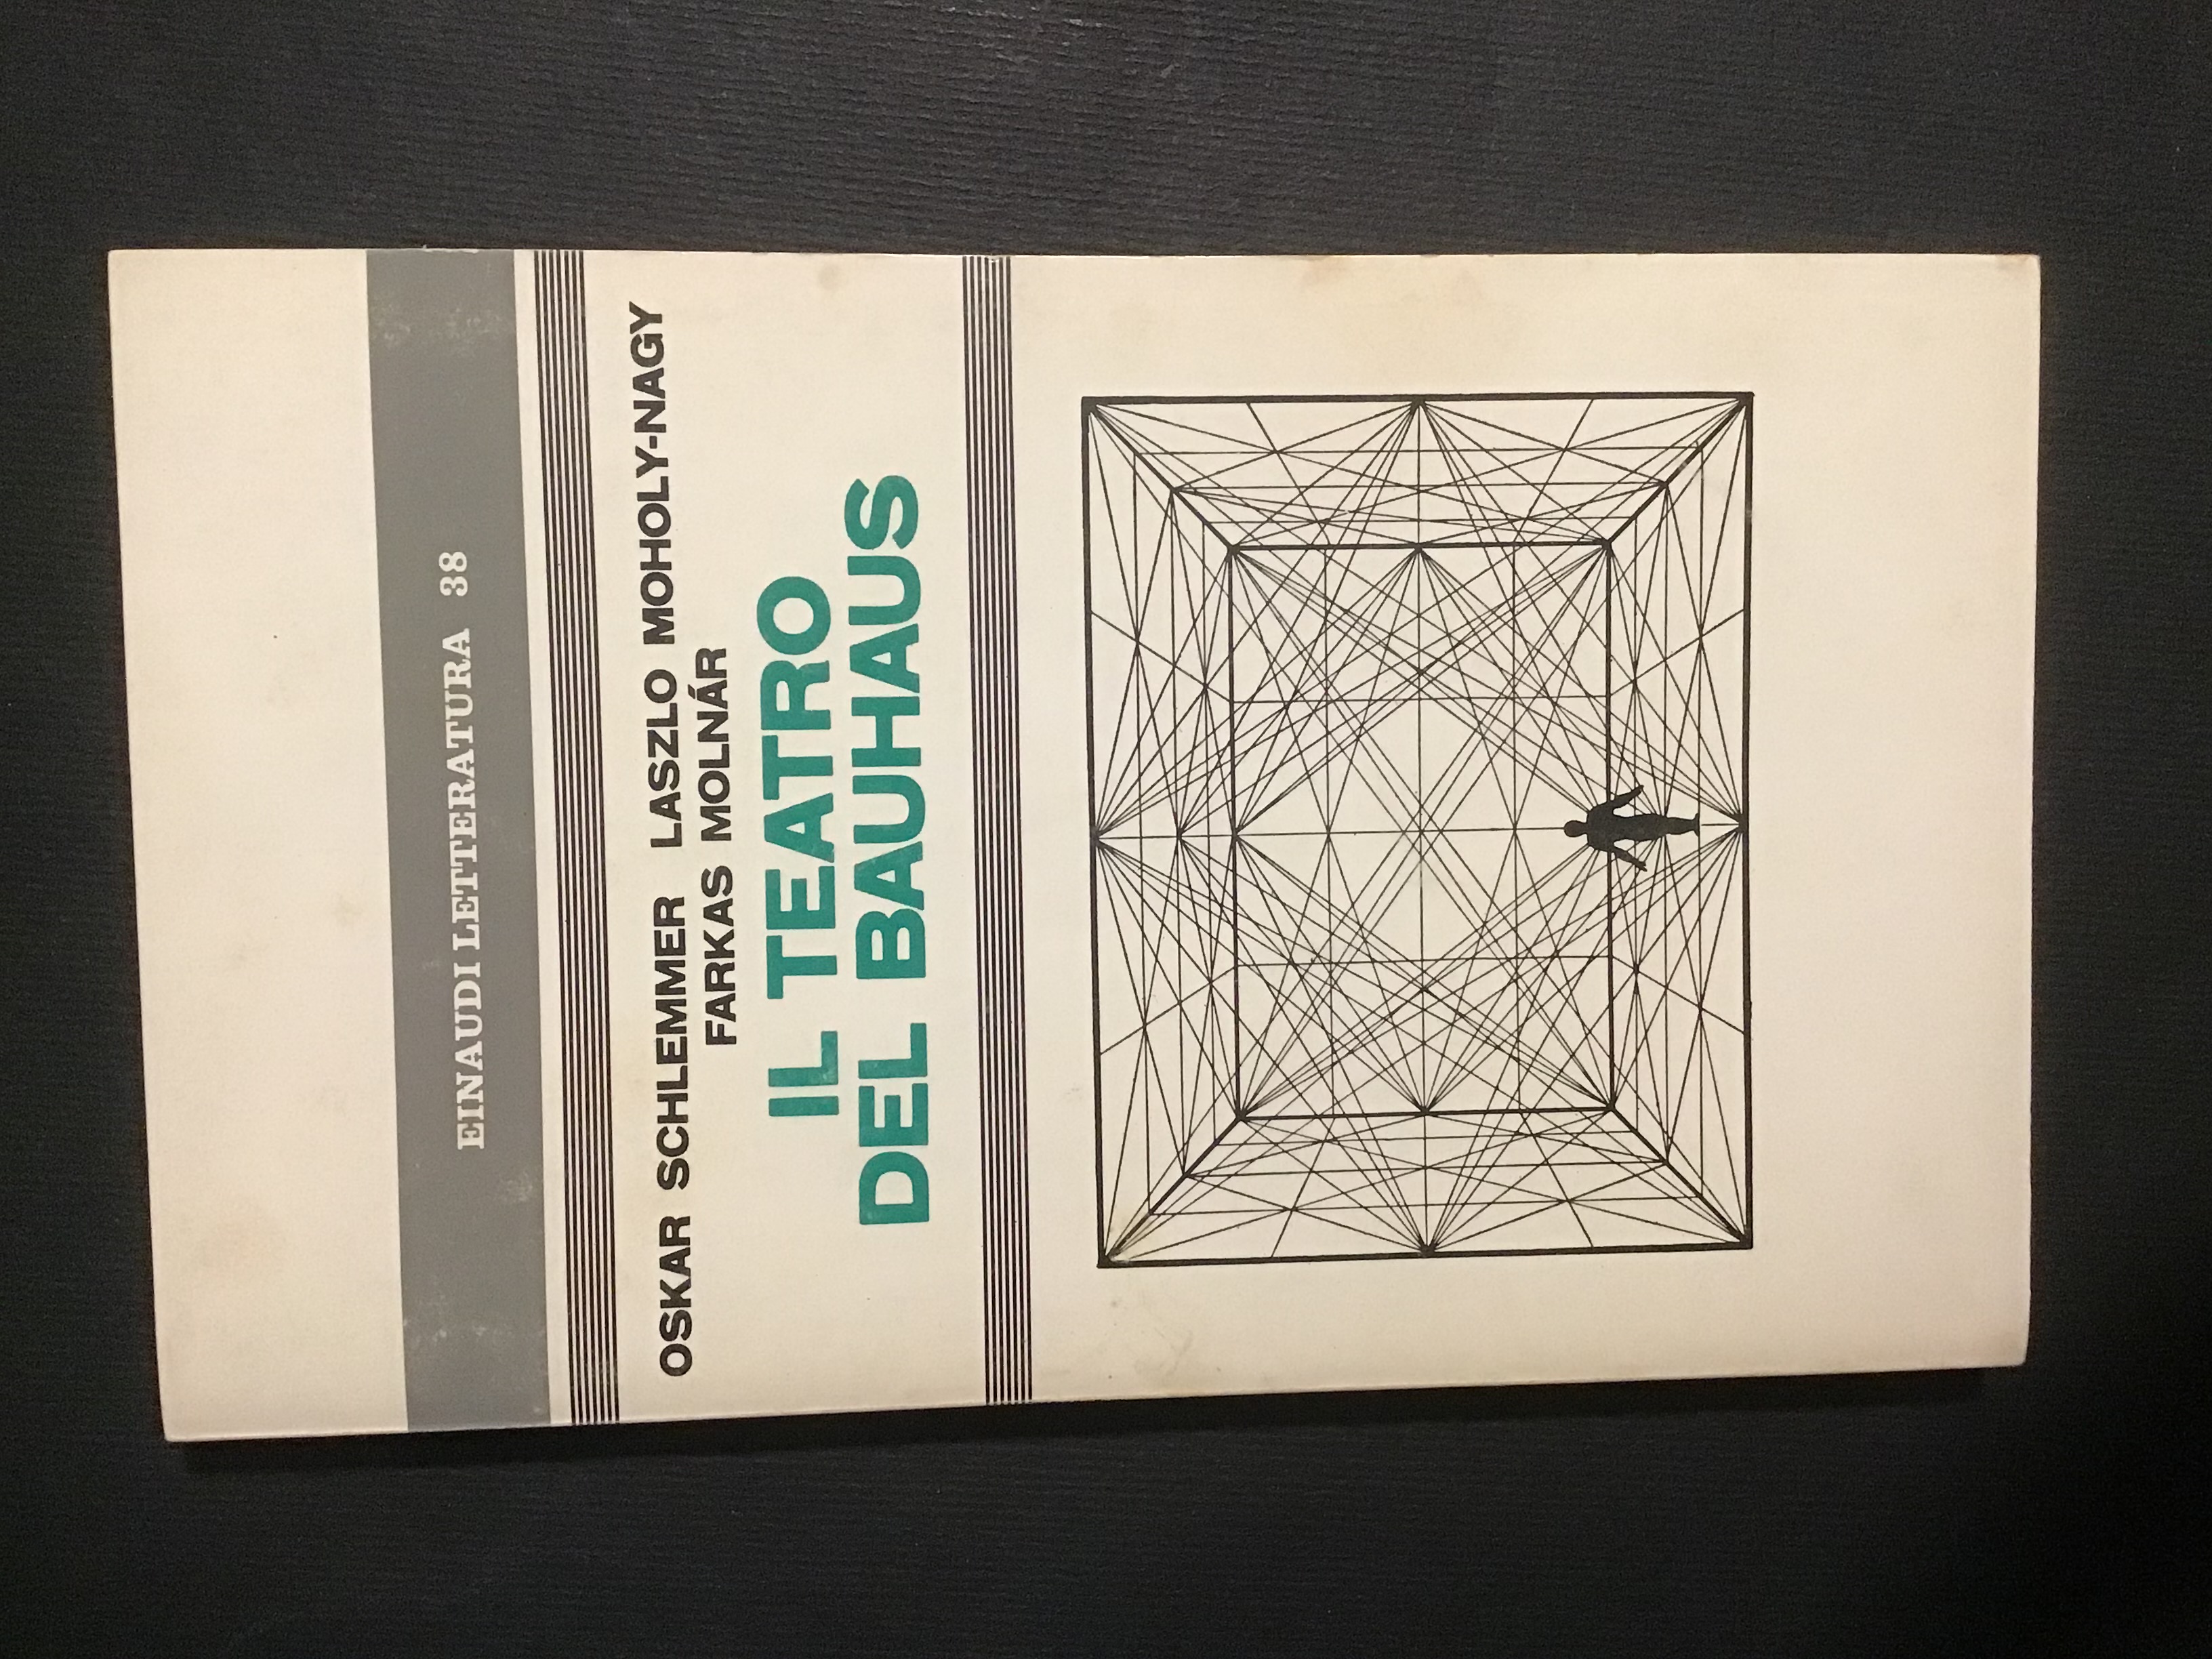 EINAUDI LETTERATURA 38
OSKAR SCHLEMMER LASZLO MOHOLY-NAGY
FARKAS MOLNÁR
IL TEATRO
DEL BAUHAUS